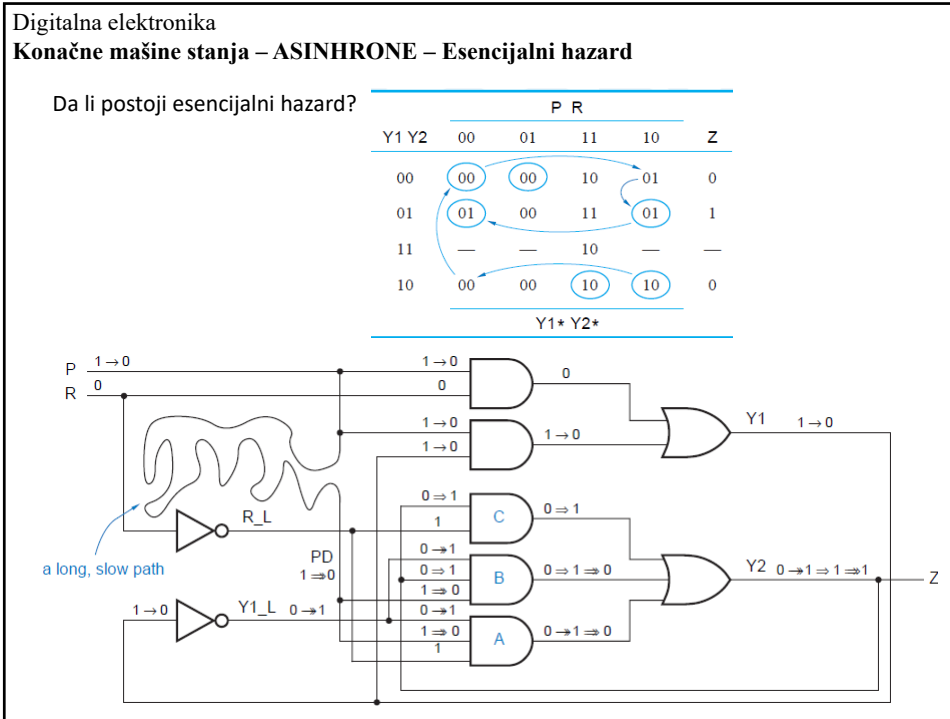 Digitalna elektronika
Konačne mašine stanja – ASINHRONE – Esencijalni hazard
Da li postoji esencijalni hazard?
P R
Y1 Y2 00 01 11 10 Z
00 00 00 10 01 0
01 01 00 11 01 1
11 — — 10 — —
10 00 00 10 10 0
Y1∗ Y2∗
P 1→0 1→0
R 0 0 0
Y1 1→0
1→0 1→0
1→0
0⇒1
R_L 1 C 0⇒1
a long, slow path
PD
1⇒0
0↠1
0⇒1 B 0⇒1⇒0
1⇒0
Y2 0↠1⇒1⇛1 Z
1→0 Y1_L 0↠1 0↠1
1⇒0 A 0↠1⇒0
1